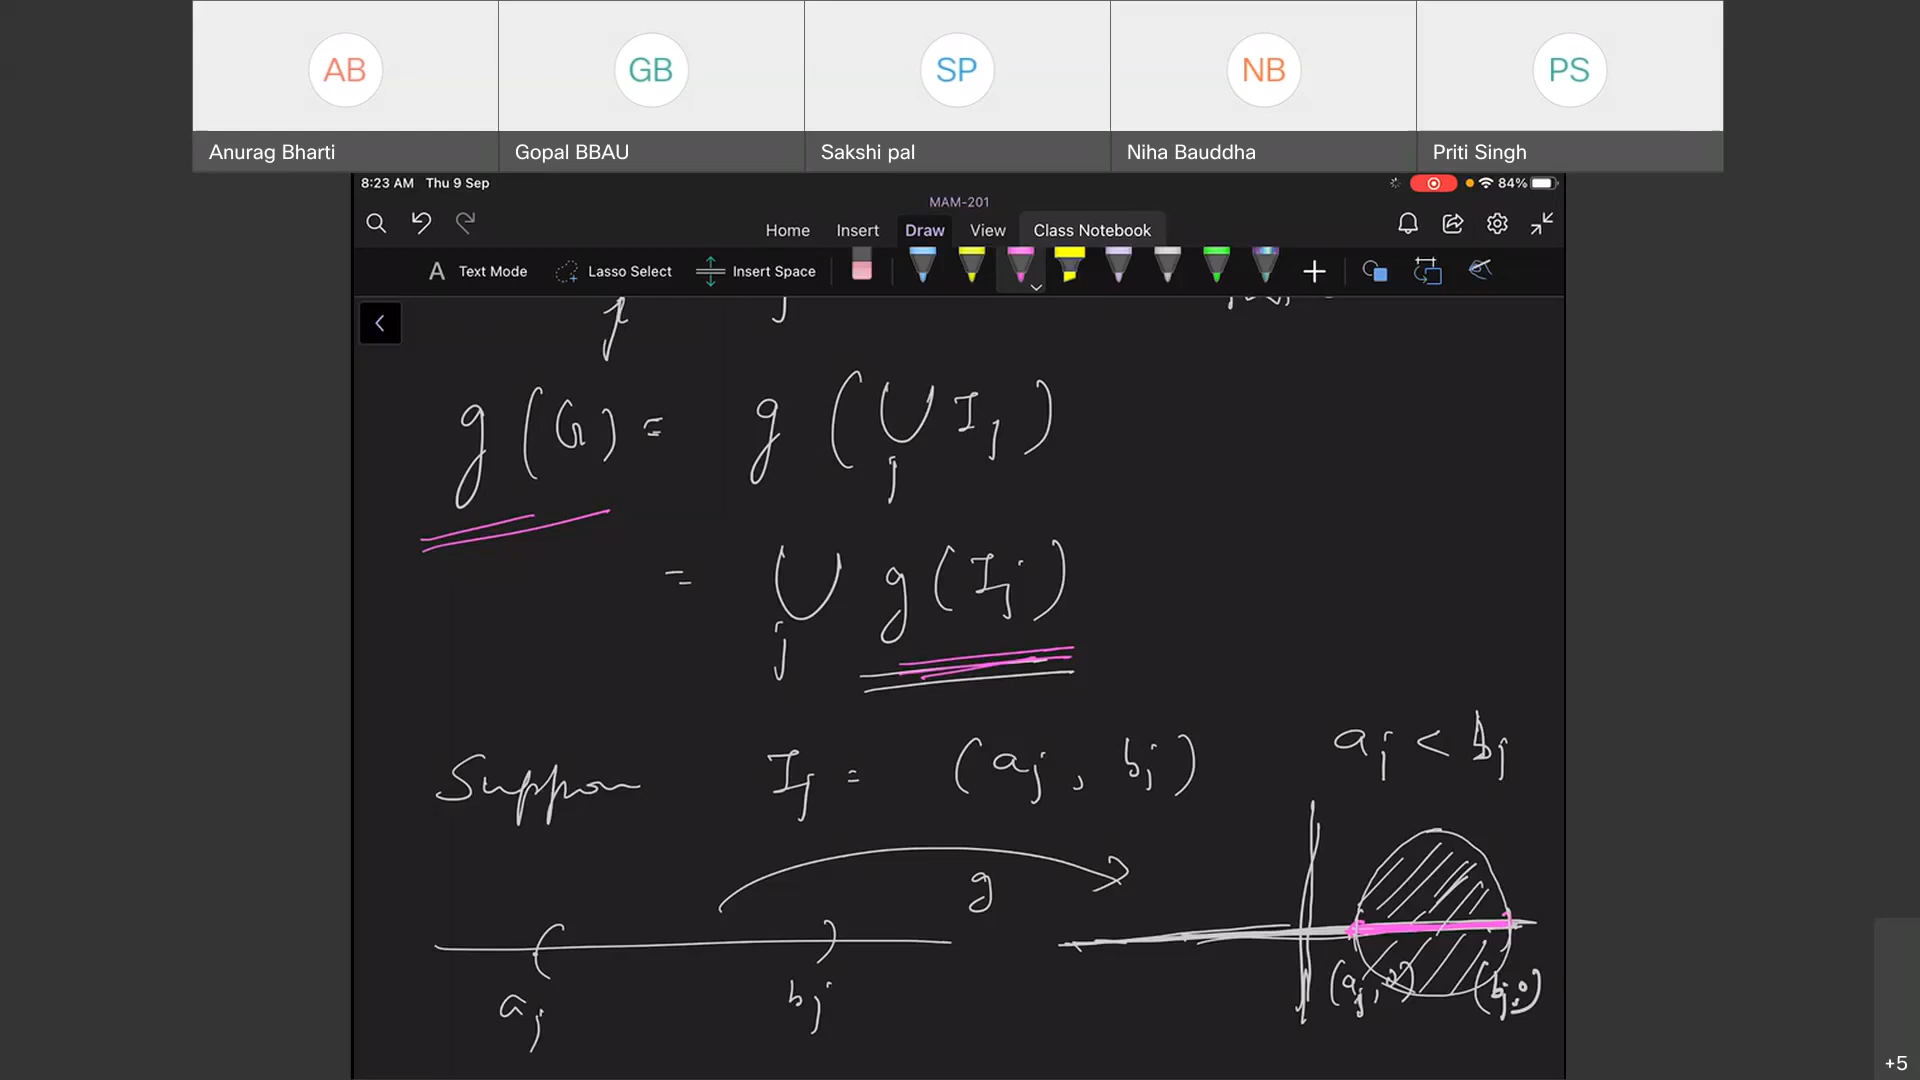 AB GB SP NB PS
Anurag Bharti Gopal BBAU Sakshi pal Niha Bauddha Priti Singh
8:23 AM Thu 9 Sep 84%
MAM-201
Home Insert Draw View Class Notebook
A Text Mode Lasso Select Insert Space
g(G) = g(⋃_j I_j)
= ⋃_j g(I_j)
Suppose I_j = (a_j, b_j) a_j < b_j
g
a_j b_j (a_j, 0) (b_j, 0)
+5